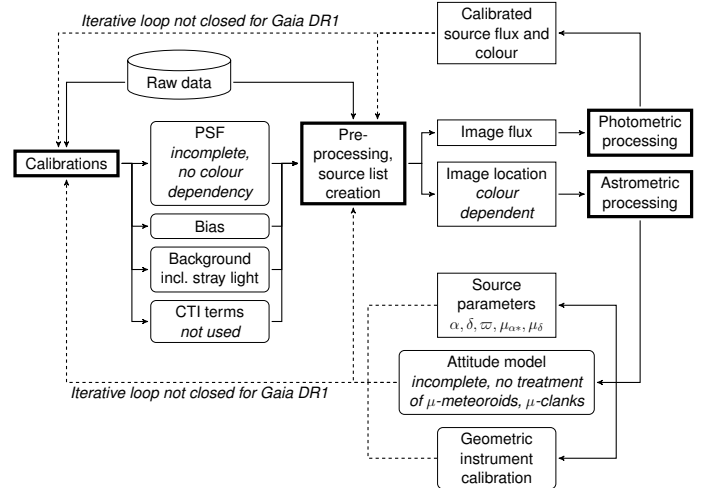 Iterative loop not closed for Gaia DR1
Calibrated
source flux and
colour
Raw data
PSF
incomplete,
no colour
dependency
Pre-
processing,
source list
creation
Image flux
Photometric
processing
Calibrations
Image location
colour
dependent
Astrometric
processing
Bias
Background
incl. stray light
CTI terms
not used
Source
parameters
α, δ, ϖ, μα∗, μδ
Attitude model
incomplete, no treatment
of μ-meteoroids, μ-clanks
Iterative loop not closed for Gaia DR1
Geometric
instrument
calibration